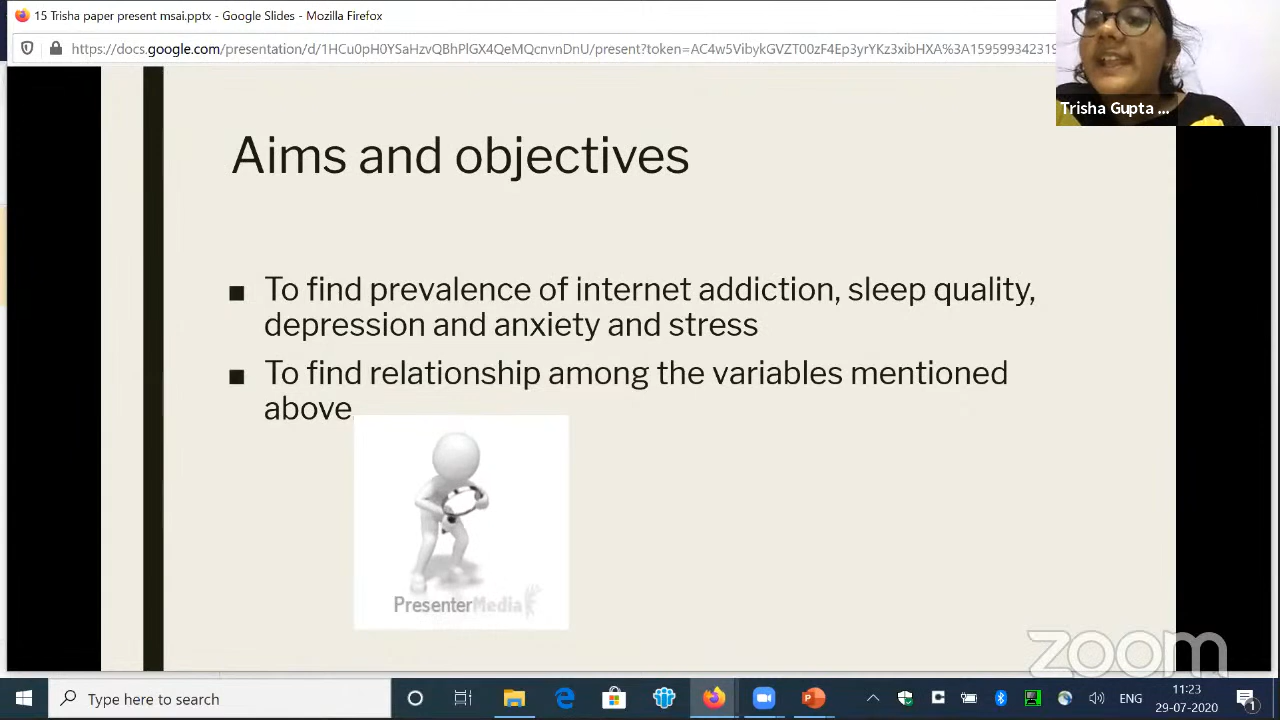 15 Trisha paper present msai.pptx - Google Slides - Mozilla Firefox
https://docs.google.com/presentation/d/1HCu0pH0YSaHzvQBhPlGX4QeMQcnvnDnU/present?token=AC4w5VibykGVZT00zF4Ep3yrYKz3xibHXA%3A159599342319
Trisha Gupta ...
Aims and objectives
■ To find prevalence of internet addiction, sleep quality,
depression and anxiety and stress
■ To find relationship among the variables mentioned
above
PresenterMedia
zoom
Type here to search
ENG
11:23
29-07-2020
1